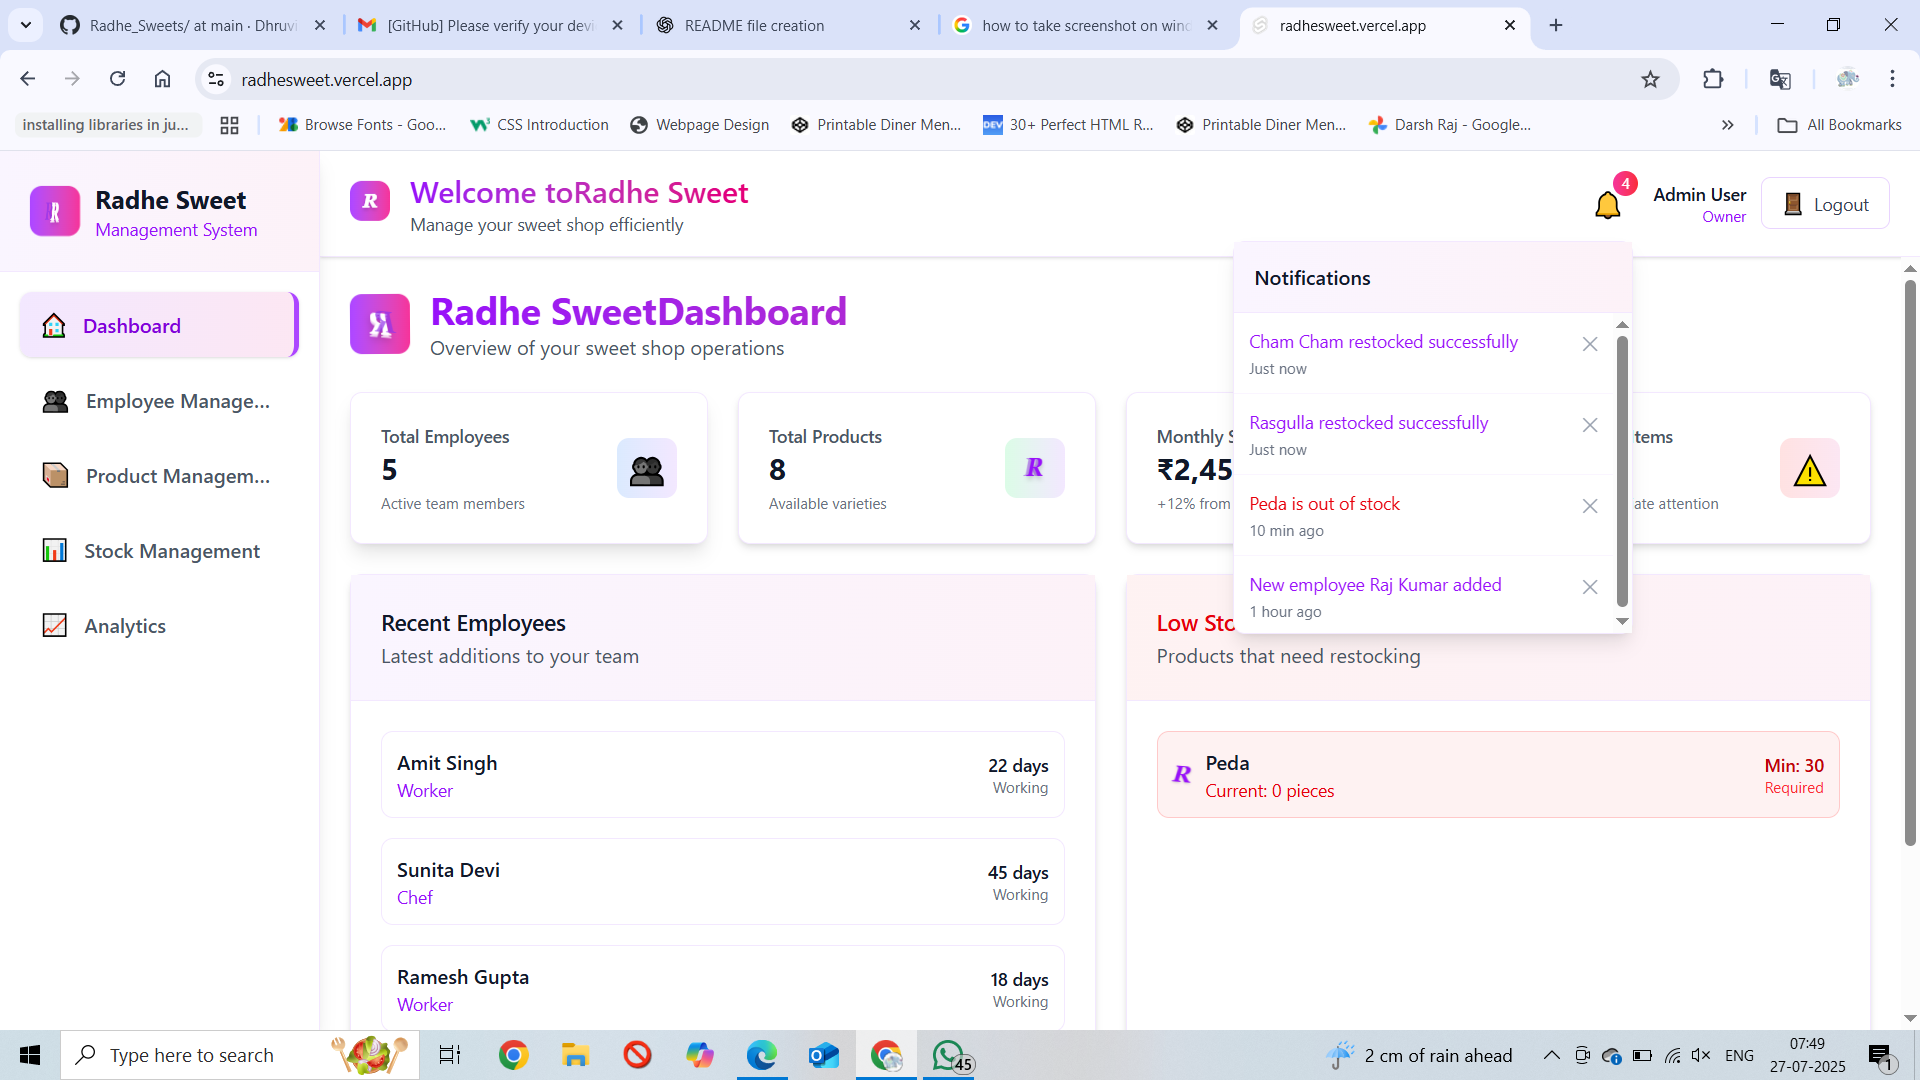 Radhe_Sweets/ at main · Dhruvi
[GitHub] Please verify your devi
README file creation
how to take screenshot on wind
radhesweet.vercel.app
radhesweet.vercel.app
installing libraries in ju...
Browse Fonts - Goo...
CSS Introduction
Webpage Design
Printable Diner Men...
DEV
30+ Perfect HTML R...
Printable Diner Men...
Darsh Raj - Google...
All Bookmarks
R
Radhe Sweet
Management System
R
Welcome toRadhe Sweet
Manage your sweet shop efficiently
4
Admin User
Owner
Logout
Dashboard
Employee Manage...
Product Managem...
Stock Management
Analytics
Radhe SweetDashboard
Overview of your sweet shop operations
Notifications
Cham Cham restocked successfully
Just now
Rasgulla restocked successfully
Just now
Peda is out of stock
10 min ago
New employee Raj Kumar added
1 hour ago
Total Employees
5
Active team members
Total Products
8
Available varieties
R
Monthly S
₹2,45
+12% from
tems
ate attention
Recent Employees
Latest additions to your team
Amit Singh
Worker
22 days
Working
Sunita Devi
Chef
45 days
Working
Ramesh Gupta
Worker
18 days
Working
Low Sto
Products that need restocking
R
Peda
Current: 0 pieces
Min: 30
Required
Type here to search
45
2 cm of rain ahead
ENG
07:49
27-07-2025
1